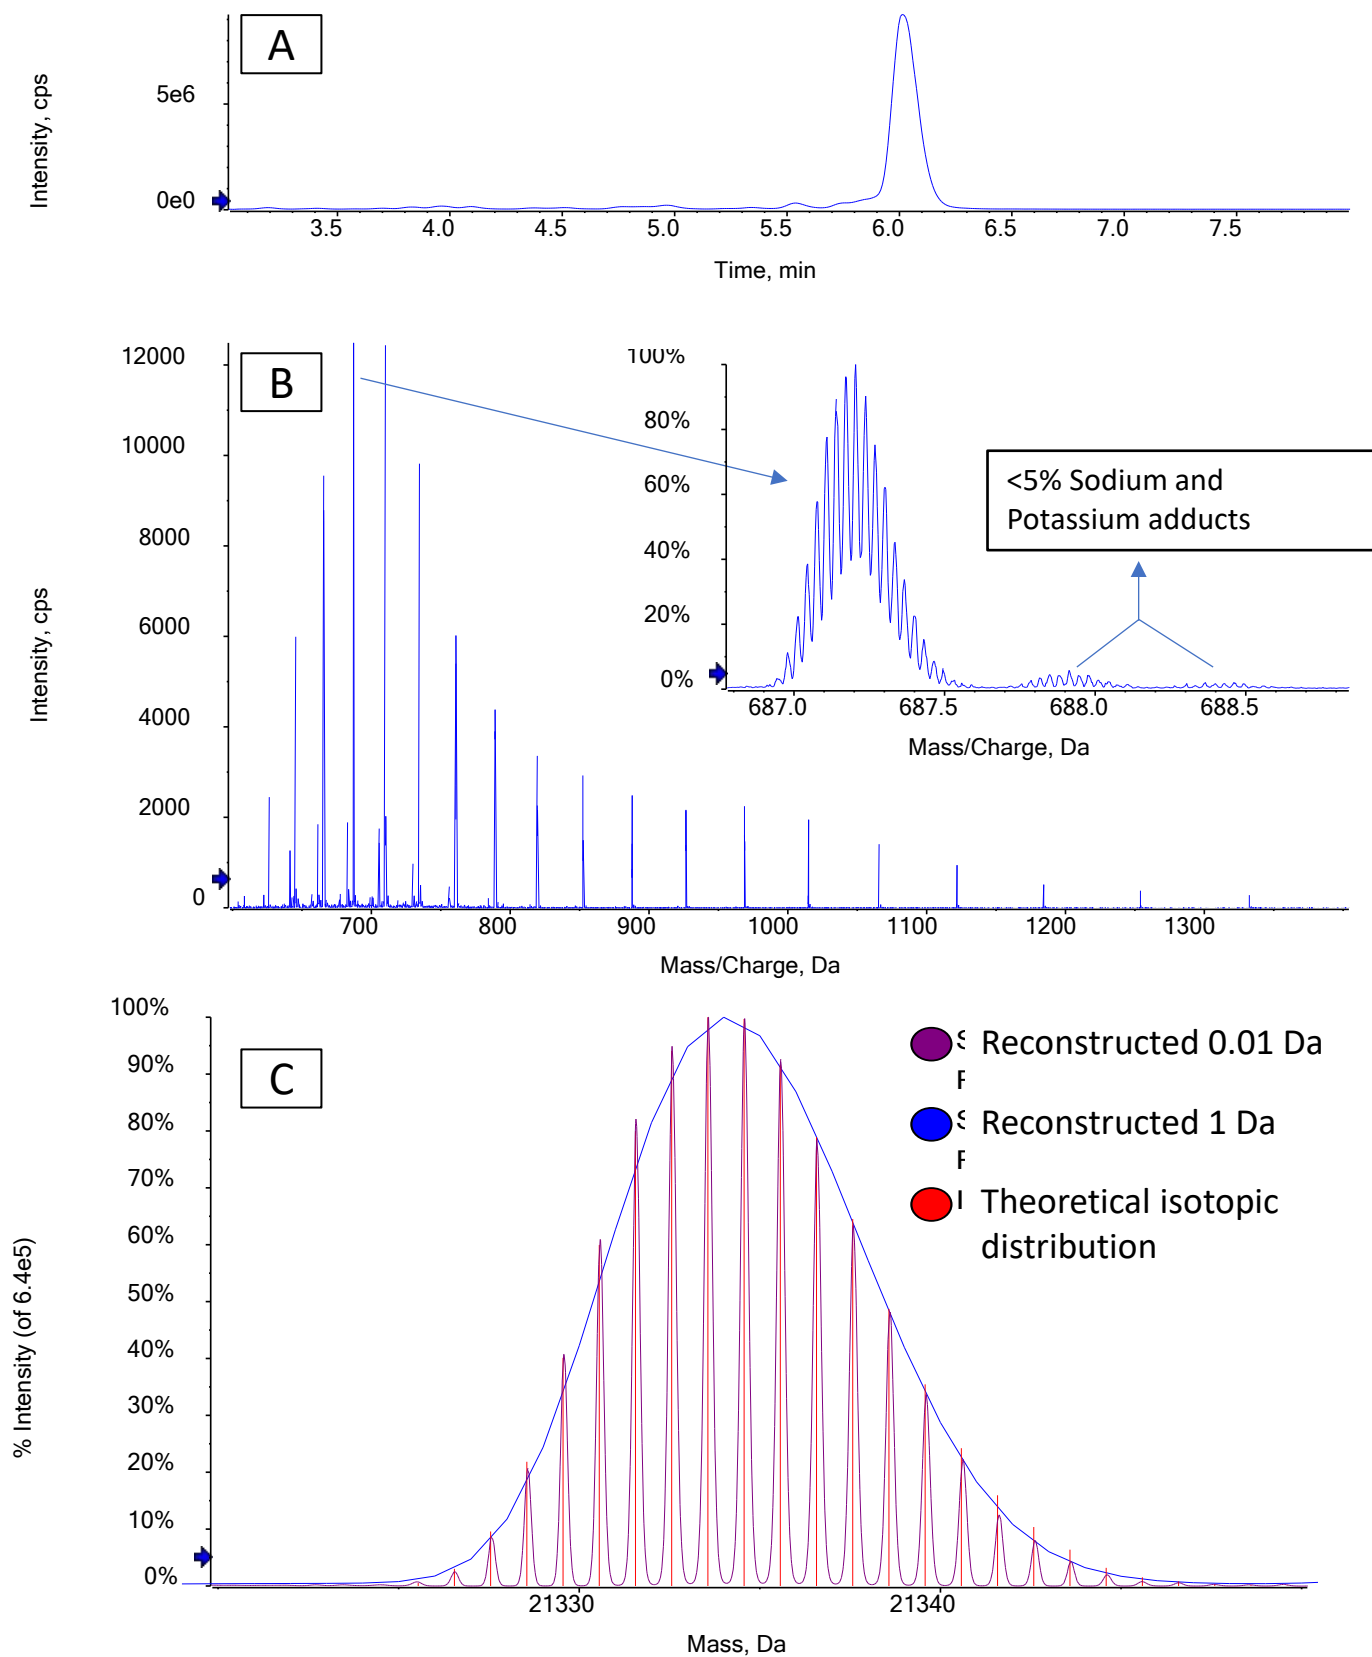 A
Intensity, cps
5e6
0e0
3.5 4.0 4.5 5.0 5.5 6.0 6.5 7.0 7.5
Time, min
B
Intensity, cps
12000
10000
8000
6000
4000
2000
0
700 800 900 1000 1100 1200 1300
Mass/Charge, Da
100%
80%
60%
40%
20%
0%
687.0 687.5 688.0 688.5
Mass/Charge, Da
<5% Sodium and
Potassium adducts
C
% Intensity (of 6.4e5)
100%
90%
80%
70%
60%
50%
40%
30%
20%
10%
0%
21330 21340
Mass, Da
Reconstructed 0.01 Da
Reconstructed 1 Da
Theoretical isotopic
distribution